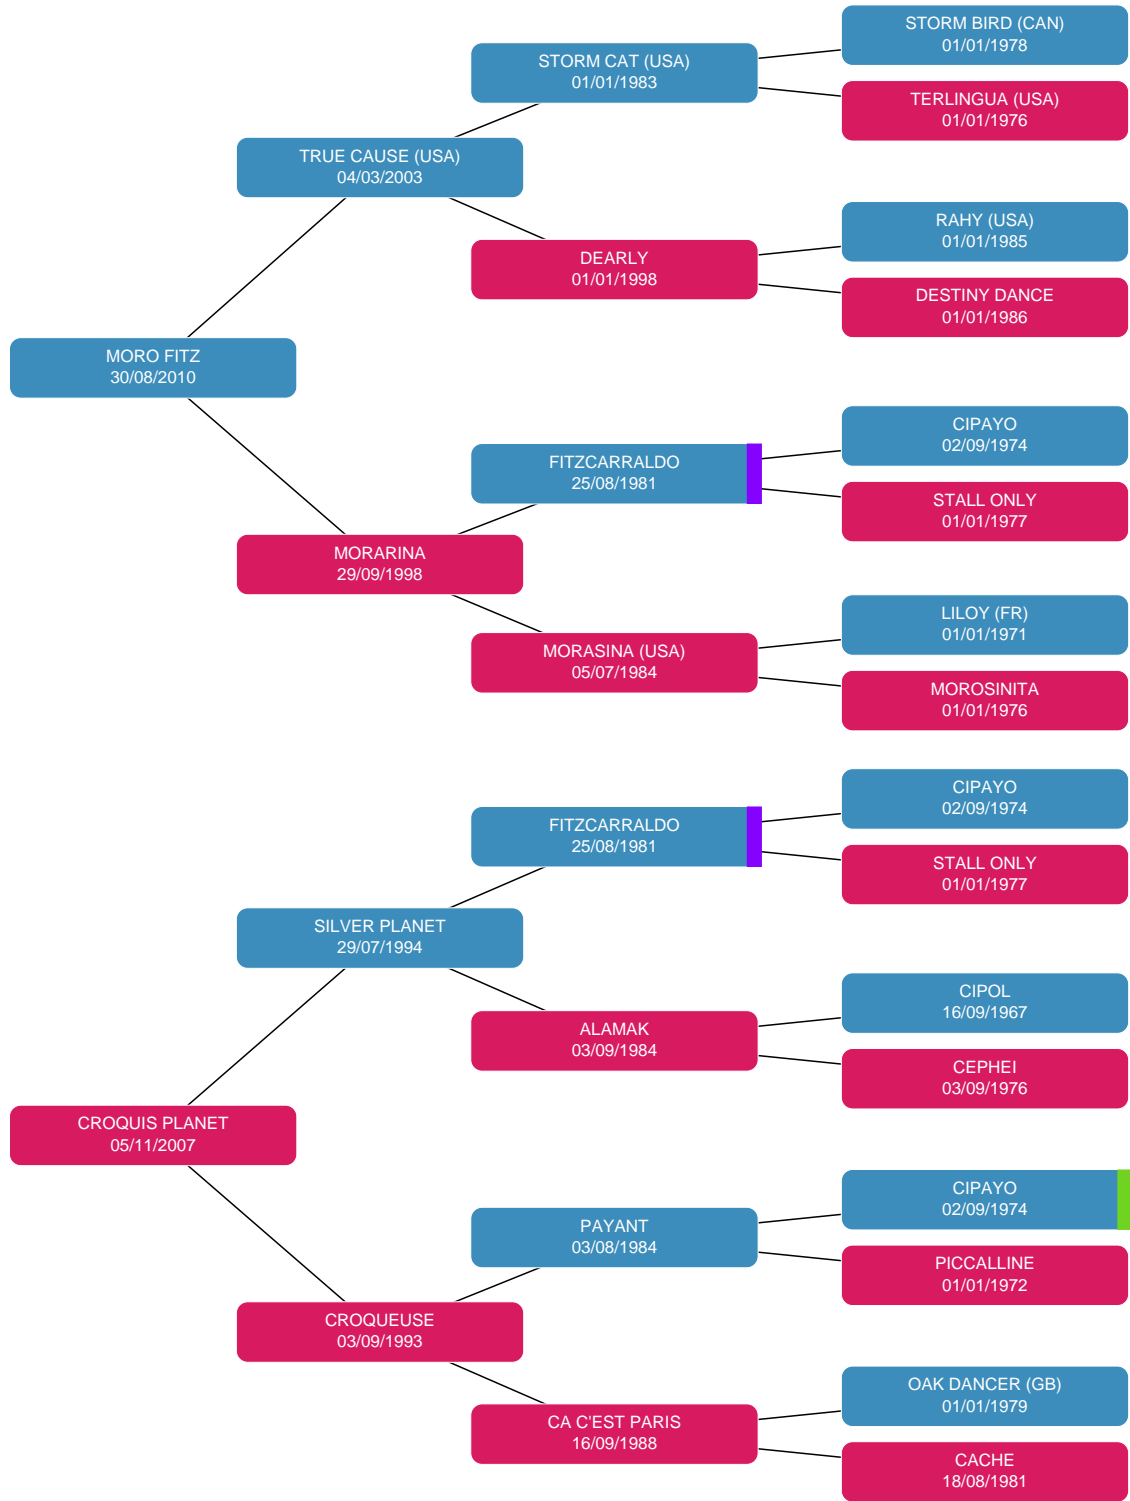 STORM BIRD (CAN)
01/01/1978
STORM CAT (USA)
01/01/1983
TERLINGUA (USA)
01/01/1976
TRUE CAUSE (USA)
04/03/2003
RAHY (USA)
01/01/1985
DEARLY
01/01/1998
DESTINY DANCE
01/01/1986
MORO FITZ
30/08/2010
CIPAYO
02/09/1974
FITZCARRALDO
25/08/1981
STALL ONLY
01/01/1977
MORARINA
29/09/1998
LILOY (FR)
01/01/1971
MORASINA (USA)
05/07/1984
MOROSINITA
01/01/1976
CIPAYO
02/09/1974
FITZCARRALDO
25/08/1981
STALL ONLY
01/01/1977
SILVER PLANET
29/07/1994
CIPOL
16/09/1967
ALAMAK
03/09/1984
CEPHEI
03/09/1976
CROQUIS PLANET
05/11/2007
CIPAYO
02/09/1974
PAYANT
03/08/1984
PICCALLINE
01/01/1972
CROQUEUSE
03/09/1993
OAK DANCER (GB)
01/01/1979
CA C'EST PARIS
16/09/1988
CACHE
18/08/1981